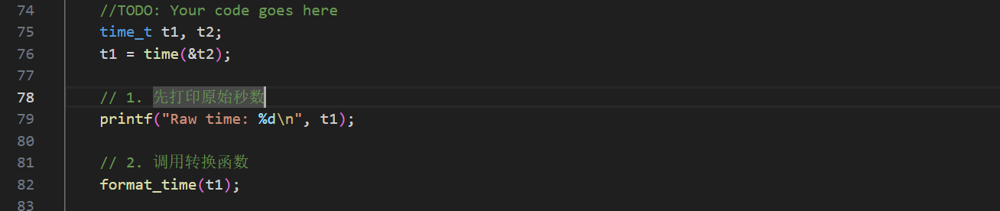 74 //TODO: Your code goes here
75 time_t t1, t2;
76 t1 = time(&t2);
77
78 // 1. 先打印原始秒数
79 printf("Raw time: %d\n", t1);
80
81 // 2. 调用转换函数
82 format_time(t1);
83